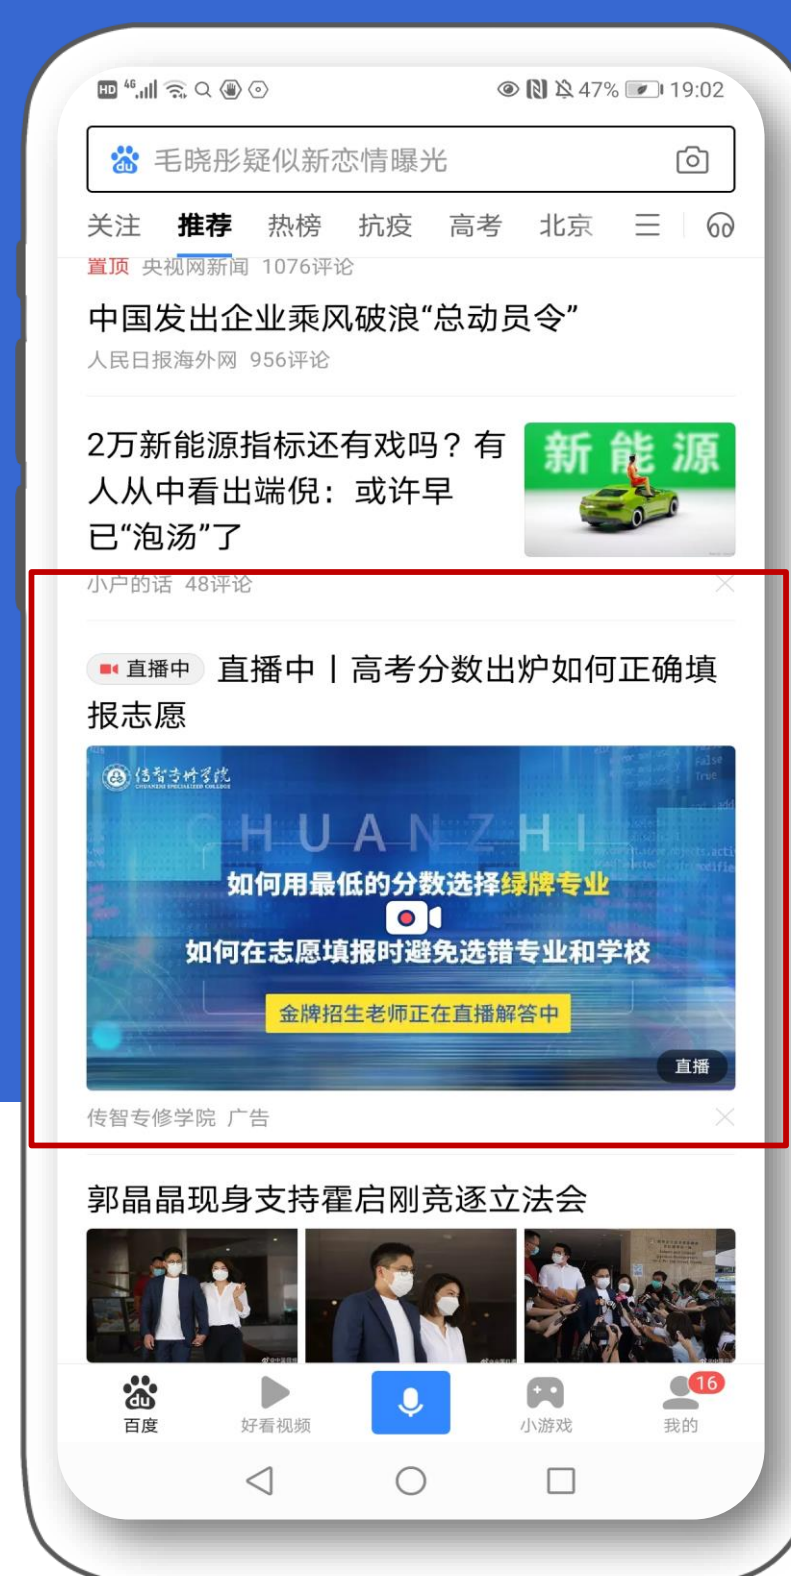 HD 4G 47% 19:02
du 毛晓彤疑似新恋情曝光
关注 推荐 热榜 抗疫 高考 北京
置顶 央视网新闻 1076评论
中国发出企业乘风破浪“总动员令”
人民日报海外网 956评论
2万新能源指标还有戏吗？有
人从中看出端倪：或许早
已“泡汤”了
新能源
小户的话 48评论
直播中 直播中丨高考分数出炉如何正确填
报志愿
传智专修学院
CHUANZHI SPECIALIZED COLLEGE
CHUANZHI
如何用最低的分数选择绿牌专业
如何在志愿填报时避免选错专业和学校
金牌招生老师正在直播解答中
直播
传智专修学院 广告
郭晶晶现身支持霍启刚竞逐立法会
du 16
百度 好看视频 小游戏 我的